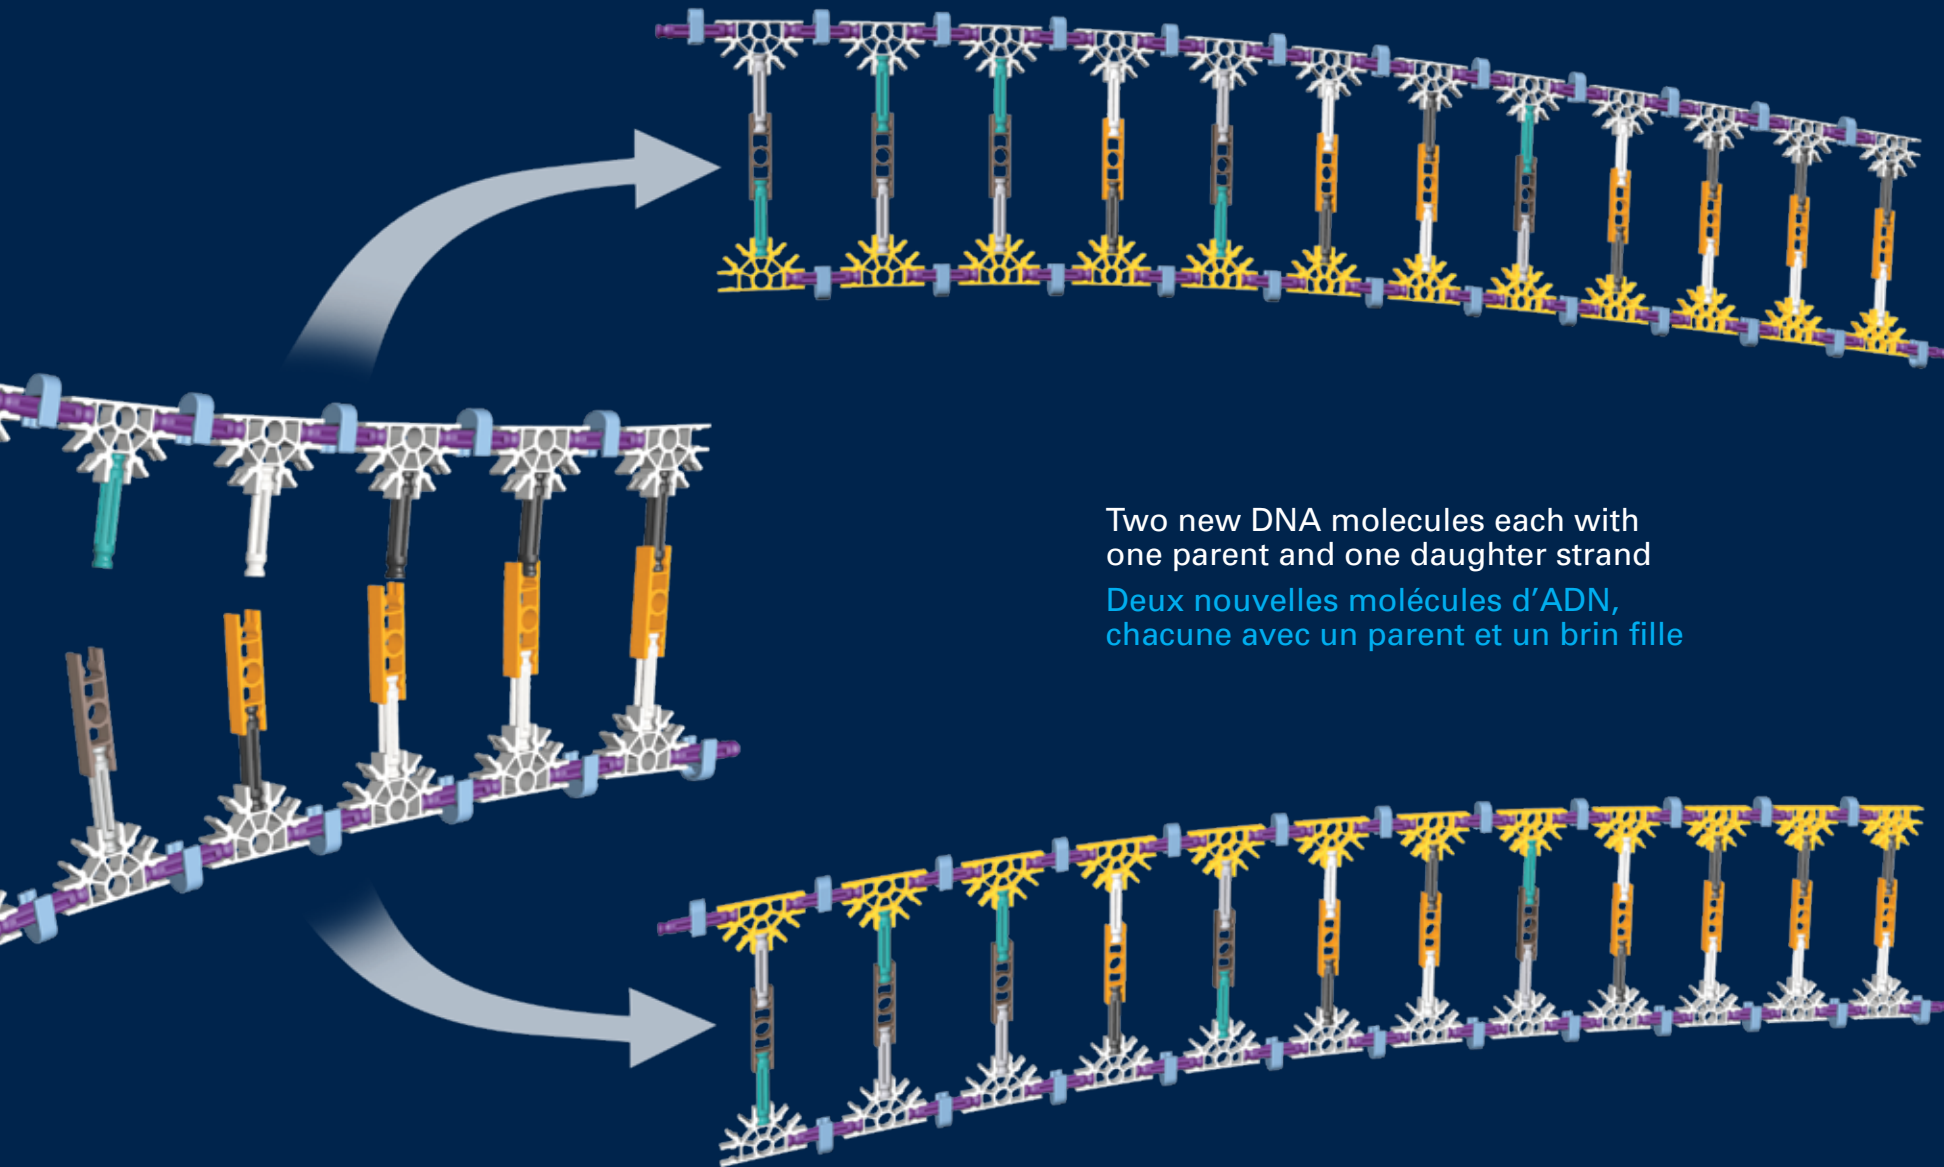 Two new DNA molecules each with
one parent and one daughter strand
Deux nouvelles molécules d’ADN,
chacune avec un parent et un brin fille